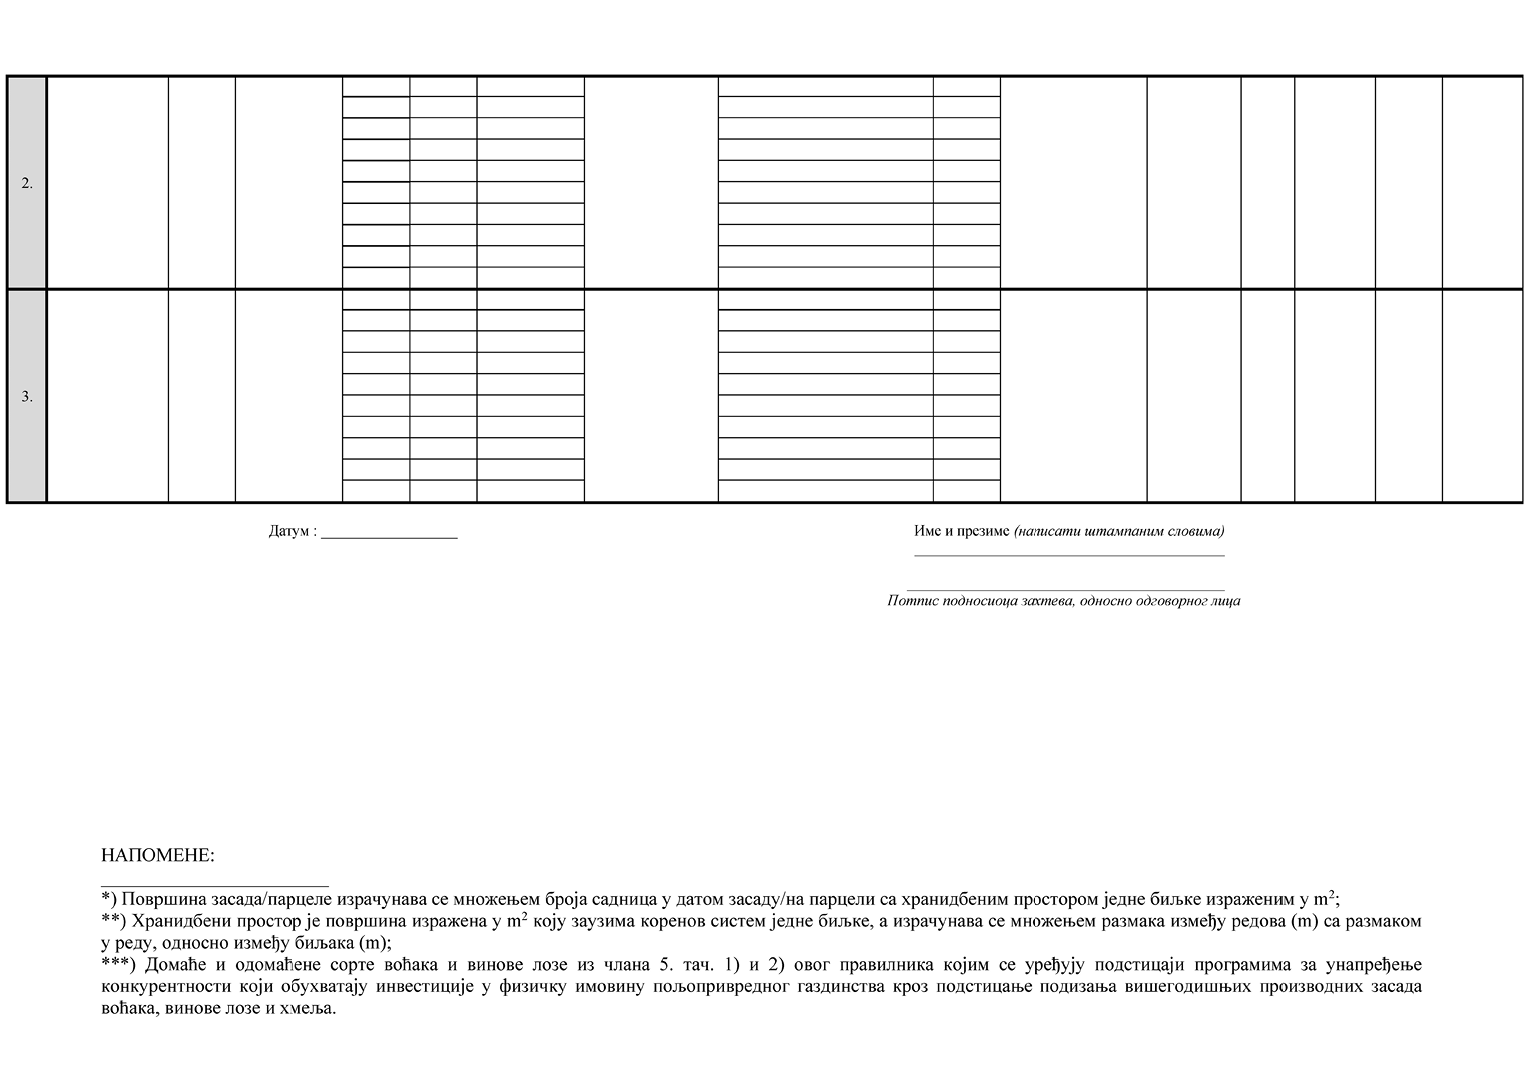 2.
3.
Датум : __________________
Име и презиме (написати штампаним словима)
Потпис подносиоца захтева, односно одговорног лица
НАПОМЕНЕ:
*) Површина засада/парцеле израчунава се множењем броја садница у датом засаду/на парцели са хранидбеним простором једне биљке израженим у m²;
**) Хранидбени простор је површина изражена у m² коју заузима коренов систем једне биљке, а израчунава се множењем размака између редова (m) са размаком
у реду, односно између биљака (m);
***) Домаће и одомаћене сорте воћака и винове лозе из члана 5. тач. 1) и 2) овог правилника којим се уређују подстицаји програмима за унапређење
конкурентности који обухватају инвестиције у физичку имовину пољопривредног газдинства кроз подстицање подизања вишегодишњих производних засада
воћака, винове лозе и хмеља.